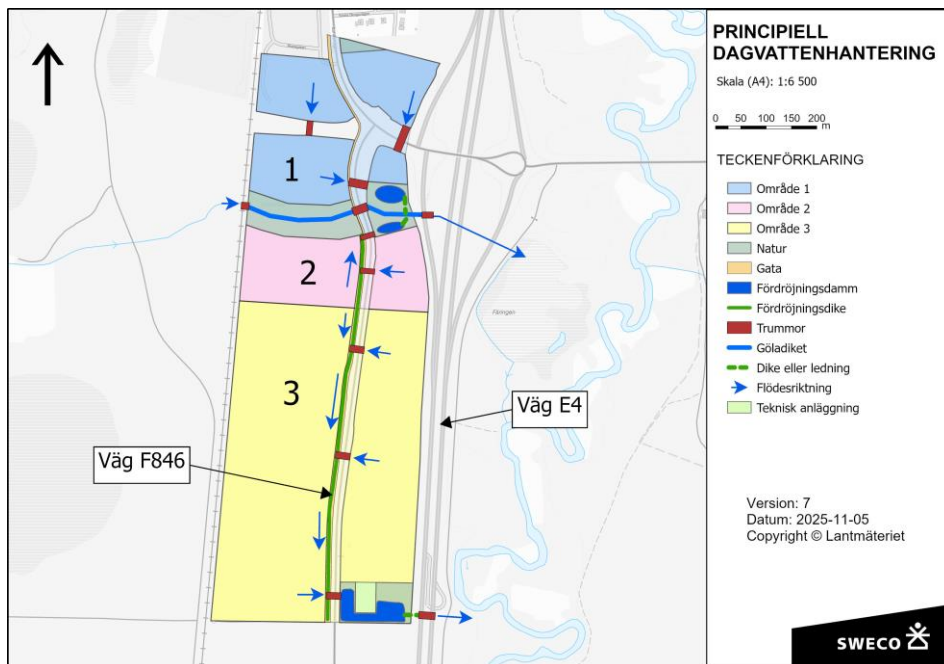 PRINCIPIELL
DAGVATTENHANTERING
Skala (A4): 1:6 500
0 50 100 150 200
m
TECKENFÖRKLARING
Område 1
Område 2
Område 3
Natur
Gata
Fördröjningsdamm
Fördröjningsdike
Trummor
Göladiket
Dike eller ledning
Flödesriktning
Teknisk anläggning
1
2
3
Väg E4
Väg F846
Version: 7
Datum: 2025-11-05
Copyright © Lantmäteriet
SWECO